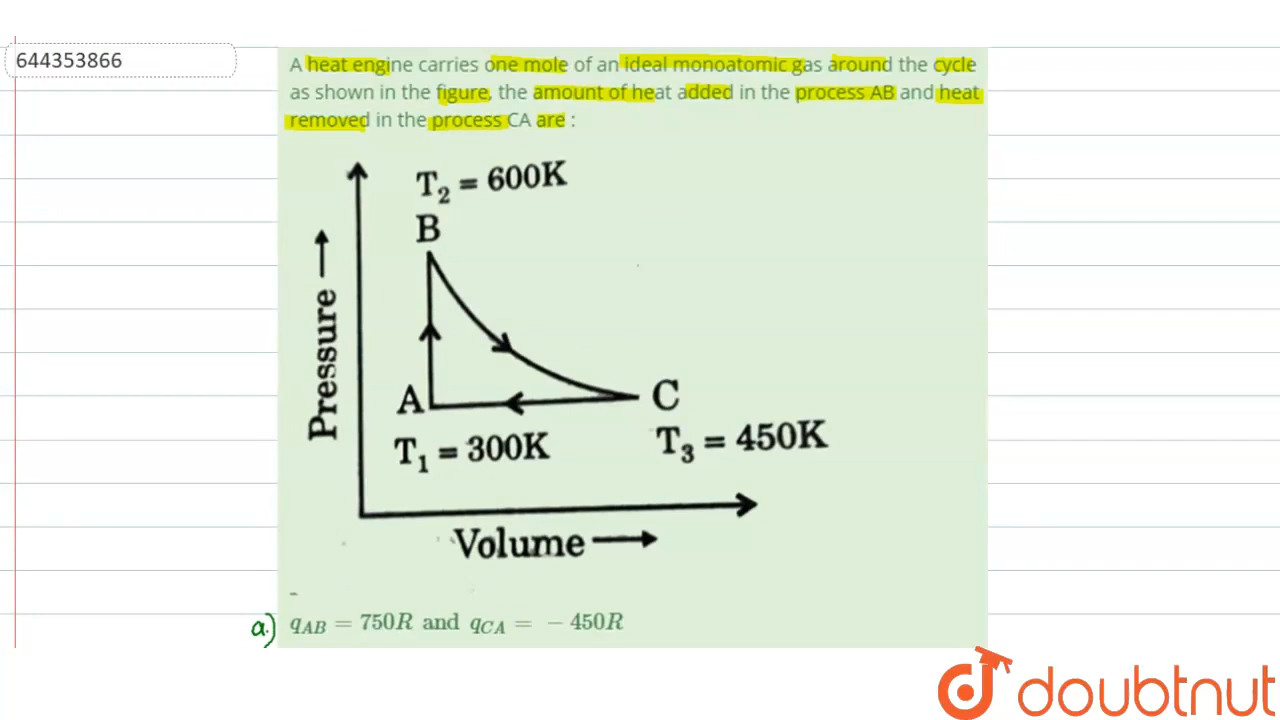 644353866
A heat engine carries one mole of an ideal monoatomic gas around the cycle
as shown in the figure, the amount of heat added in the process AB and heat
removed in the process CA are :
T₂ = 600K
B
Pressure →
A
C
T₁ = 300K
T₃ = 450K
Volume →
a) q_AB = 750R and q_CA = − 450R
doubtnut